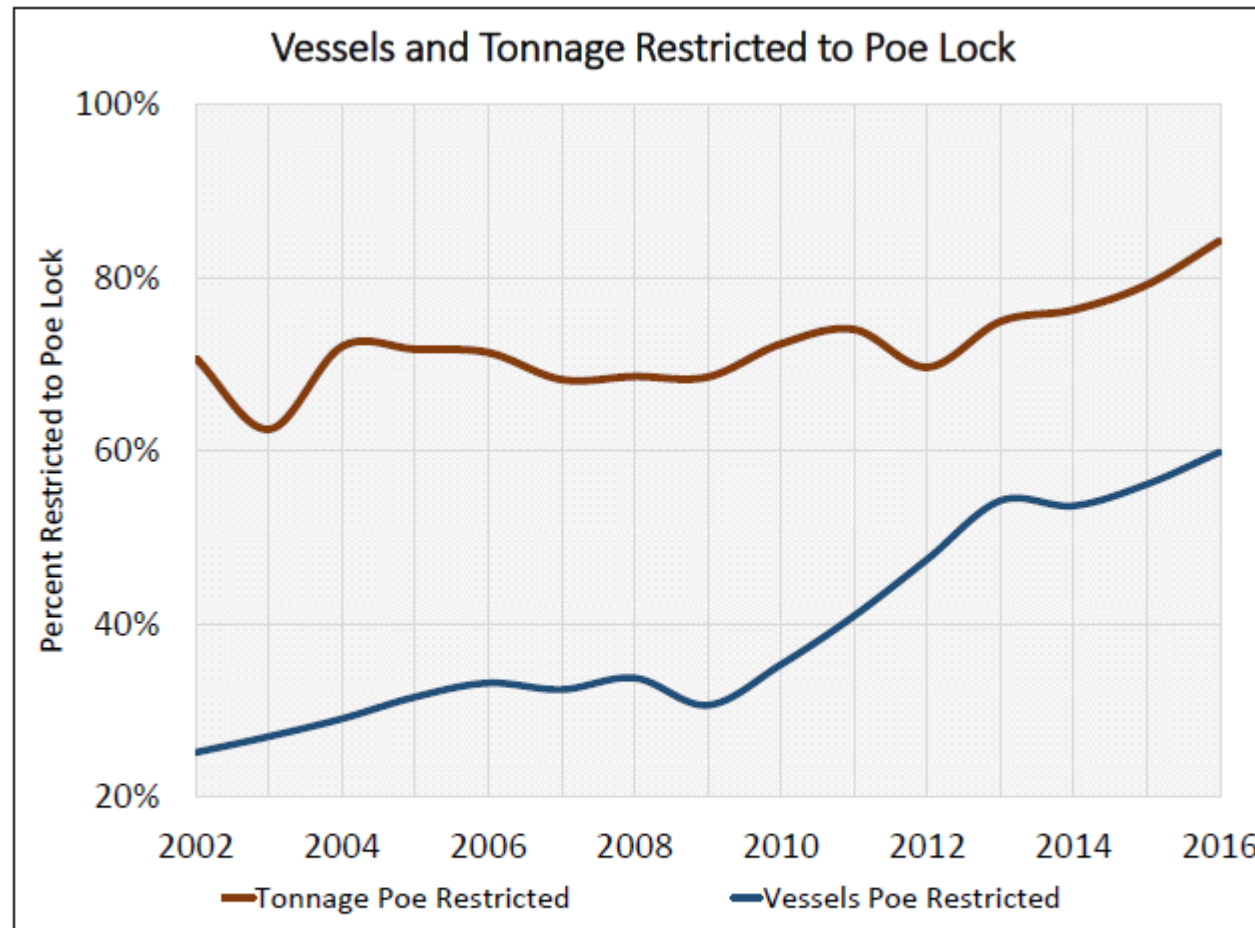 Vessels and Tonnage Restricted to Poe Lock
Percent Restricted to Poe Lock
100%
80%
60%
40%
20%
2002 2004 2006 2008 2010 2012 2014 2016
Tonnage Poe Restricted Vessels Poe Restricted